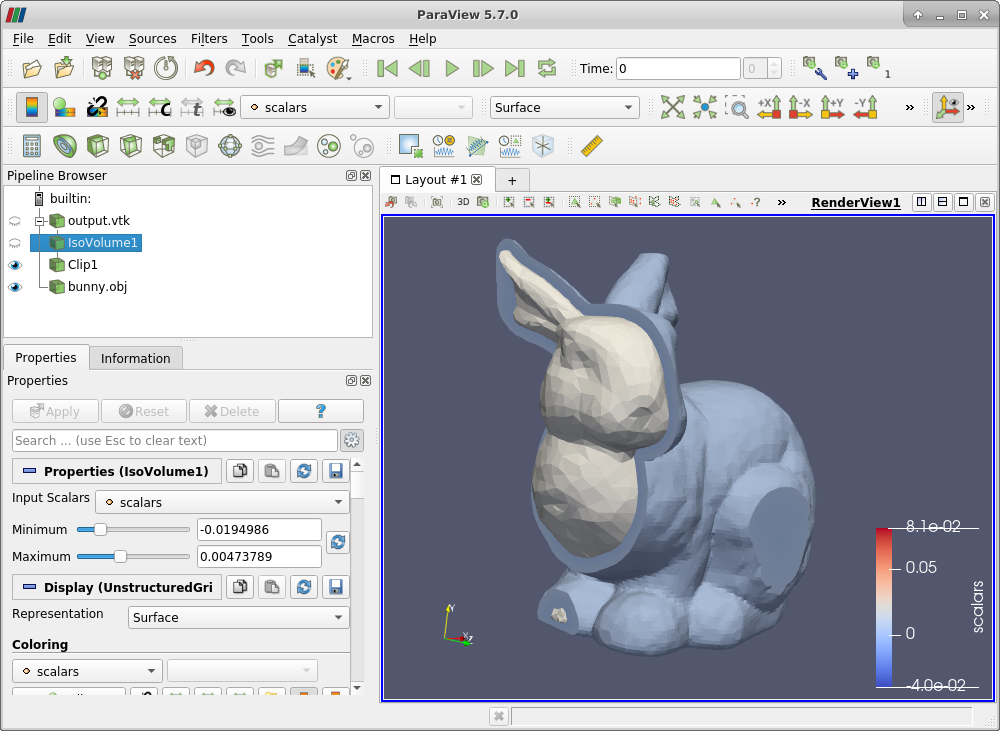 ParaView 5.7.0
File Edit View Sources Filters Tools Catalyst Macros Help
Time: 0 0 1
scalars Surface +X -X +Y -Y » »
Pipeline Browser
builtin:
output.vtk
IsoVolume1
Clip1
bunny.obj
Properties Information
Properties
Apply Reset Delete ?
Search ... (use Esc to clear text)
Properties (IsoVolume1)
Input Scalars scalars
Minimum -0.0194986
Maximum 0.00473789
Display (UnstructuredGri
Representation Surface
Coloring
scalars
Layout #1 +
3D ? » RenderView1
8.1e-02
0.05
0
-4.0e-02
scalars
Y
X
Z